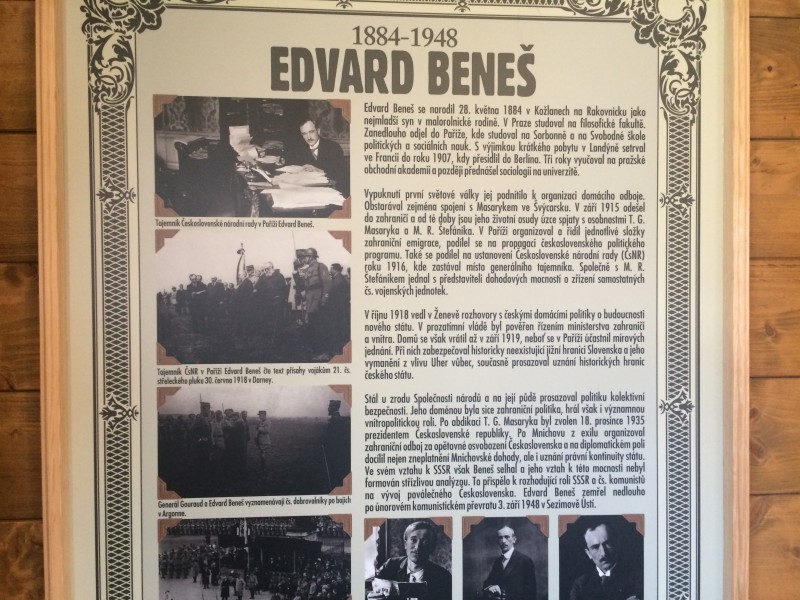 1884-1948
EDVARD BENEŠ
Edvard Beneš se narodil 28. května 1884 v Kožlanech na Rakovnicku jako
nejmladší syn v malorolnické rodině. V Praze studoval na filosofické fakultě.
Zanedlouho odjel do Paříže, kde studoval na Sorbonně a na Svobodné škole
politických a sociálních nauk. S výjimkou krátkého pobytu v Londýně setrval
ve Francii do roku 1907, kdy přesídlil do Berlína. Tři roky vyučoval na pražské
obchodní akademii a později přednášel sociologii na univerzitě.
Vypuknutí první světové války jej podnítilo k organizaci domácího odboje.
Obstarával zejména spojení s Masarykem ve Švýcarsku. V září 1915 odešel
do zahraničí a od té doby jsou jeho životní osudy úzce spjaty s osobnostmi T. G.
Masaryka a M. R. Štefánika. V Paříži organizoval a řídil jednotlivé složky
zahraniční emigrace, podílel se na propagaci československého politického
programu. Také se podílel na ustanovení Československé národní rady (ČsNR)
roku 1916, kde zastával místo generálního tajemníka. Společně s M. R.
Štefánikem jednal s představiteli dohodových mocností o zřízení samostatných
čs. vojenských jednotek.
V říjnu 1918 vedl v Ženevě rozhovory s českými domácími politiky o budoucnosti
nového státu. V prozatímní vládě byl pověřen řízením ministerstva zahraničí
a vnitra. Domů se však vrátil až v září 1919, neboť se v Paříži účastnil mírových
jednání. Při nich zabezpečoval historicky neexistující jižní hranici Slovenska a jeho
vymanění z vlivu Uher vůbec, současně prosazoval uznání historických hranic
českého státu.
Stál u zrodu Společnosti národů a na její půdě prosazoval politiku kolektivní
bezpečnosti. Jeho doménou byla sice zahraniční politika, hrál však i významnou
vnitropolitickou roli. Po abdikaci T. G. Masaryka byl zvolen 18. prosince 1935
prezidentem Československé republiky. Po Mnichovu z exilu organizoval
zahraniční odboj za opětovné osvobození Československa a na diplomatickém poli
docílil nejen zneplatnění Mnichovské dohody, ale i uznání právní kontinuity státu.
Ve svém vztahu k SSSR však Beneš selhal a jeho vztah k této mocnosti nebyl
formován střízlivou analýzou. To přispělo k rozhodující roli SSSR a čs. komunistů
na vývoj poválečného Československa. Edvard Beneš zemřel nedlouho
po únorovém komunistickém převratu 3. září 1948 v Sezimově Ústí.
Tajemník Československé národní rady v Paříži Edvard Beneš.
Tajemník ČsNR v Paříži Edvard Beneš čte text přísahy vojákům 21. čs.
střeleckého pluku 30. června 1918 v Darney.
Generál Gouraud a Edvard Beneš vyznamenávají čs. dobrovolníky po bojích
v Argonne.